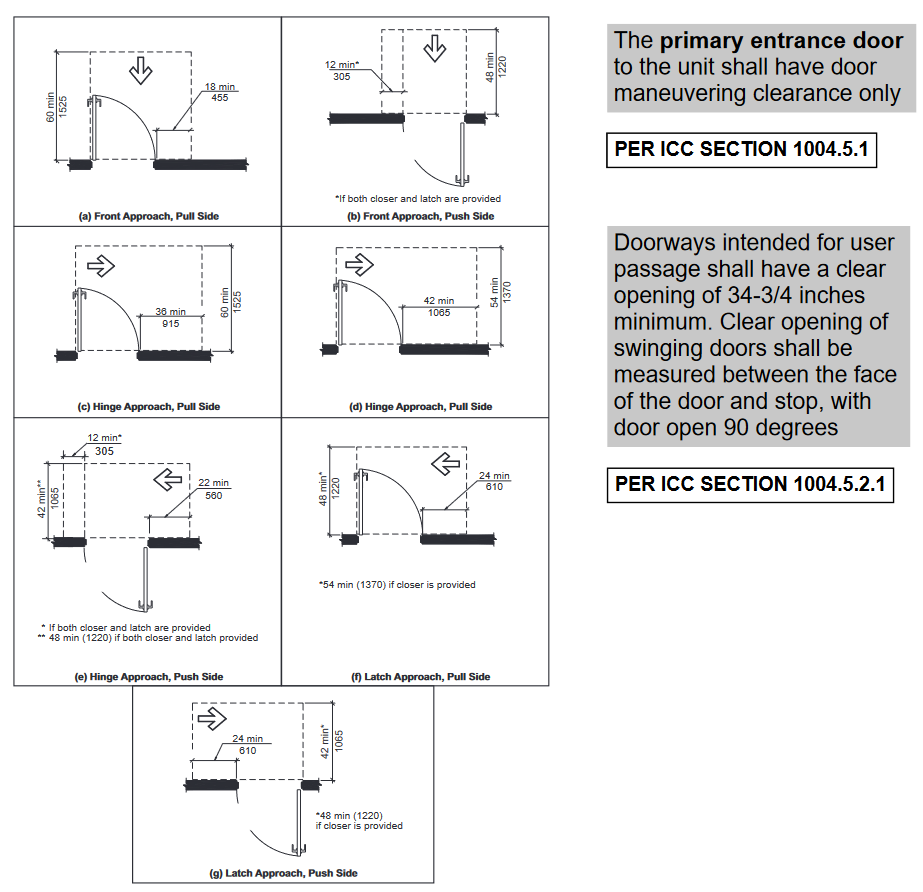 60 min
1525
18 min
455
(a) Front Approach, Pull Side
12 min*
305
48 min
1220
*If both closer and latch are provided
(b) Front Approach, Push Side
36 min
915
60 min
1525
(c) Hinge Approach, Pull Side
42 min
1065
54 min
1370
(d) Hinge Approach, Pull Side
12 min*
305
42 min**
1065
22 min
560
* If both closer and latch are provided
** 48 min (1220) if both closer and latch provided
(e) Hinge Approach, Push Side
48 min*
1220
24 min
610
*54 min (1370) if closer is provided
(f) Latch Approach, Pull Side
24 min
610
42 min*
1065
*48 min (1220)
if closer is provided
(g) Latch Approach, Push Side
The primary entrance door
to the unit shall have door
maneuvering clearance only
PER ICC SECTION 1004.5.1
Doorways intended for user
passage shall have a clear
opening of 34-3/4 inches
minimum. Clear opening of
swinging doors shall be
measured between the face
of the door and stop, with
door open 90 degrees
PER ICC SECTION 1004.5.2.1